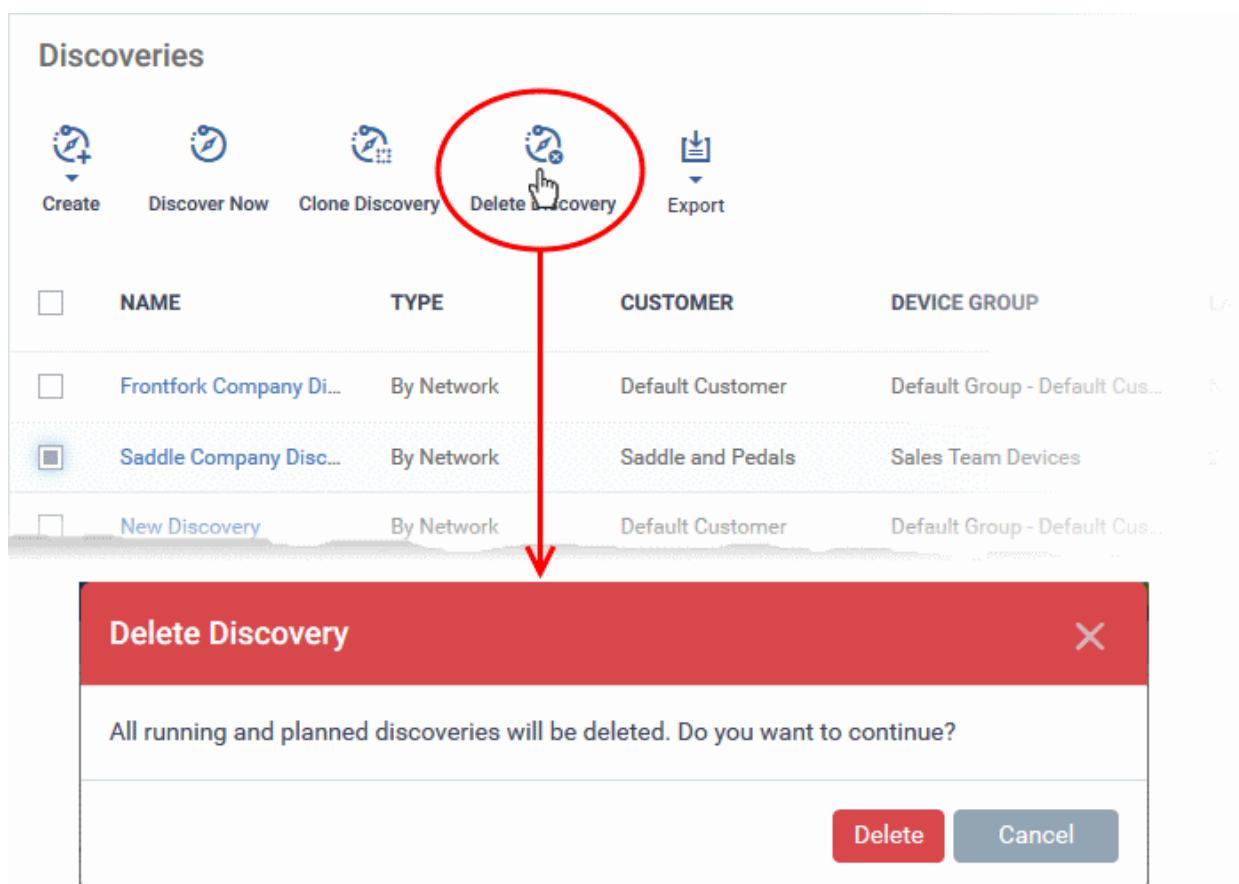 Discoveries
Create Discover Now Clone Discovery Delete Discovery Export
NAME TYPE CUSTOMER DEVICE GROUP
Frontfork Company Di... By Network Default Customer Default Group - Default Cus...
Saddle Company Disc... By Network Saddle and Pedals Sales Team Devices
New Discovery By Network Default Customer Default Group - Default Cus...
Delete Discovery
All running and planned discoveries will be deleted. Do you want to continue?
Delete Cancel